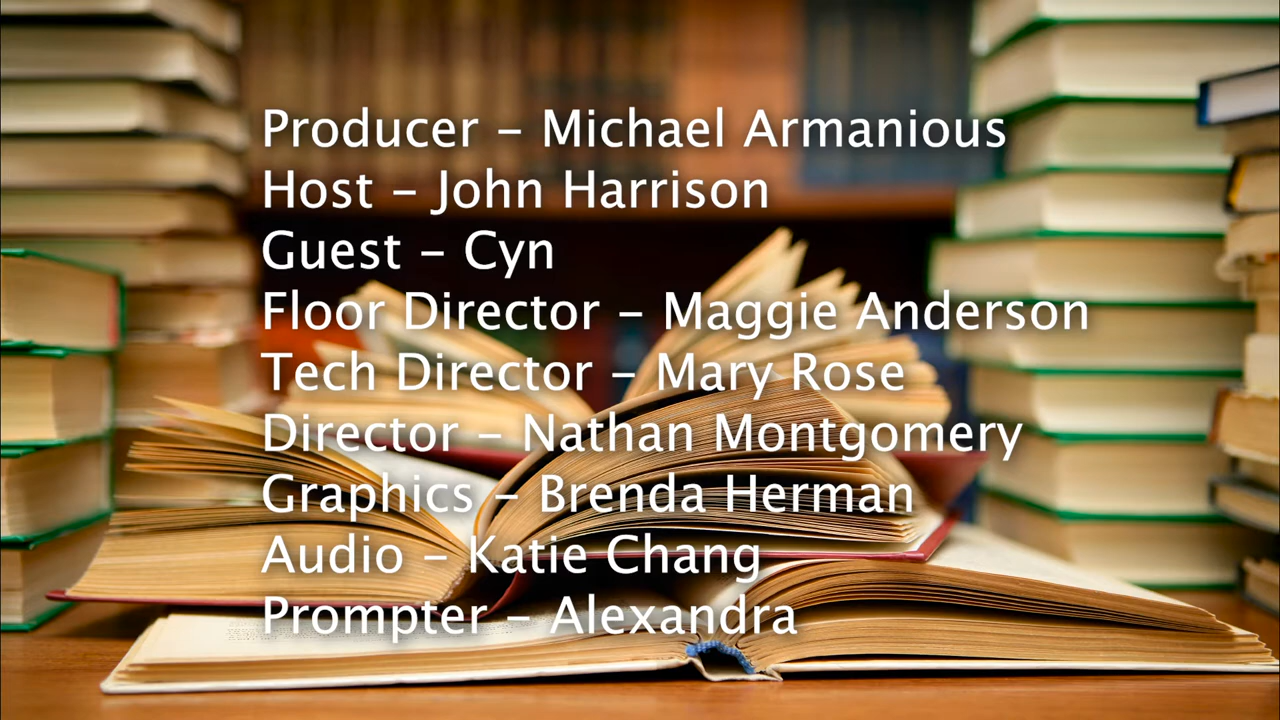 Producer – Michael Armanious
Host – John Harrison
Guest – Cyn
Floor Director – Maggie Anderson
Tech Director – Mary Rose
Director – Nathan Montgomery
Graphics – Brenda Herman
Audio – Katie Chang
Prompter – Alexandra